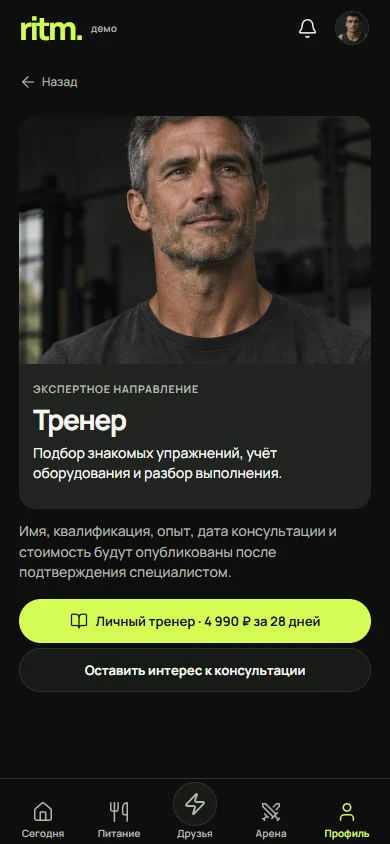 ritm. демо
Назад
ЭКСПЕРТНОЕ НАПРАВЛЕНИЕ
Тренер
Подбор знакомых упражнений, учёт
оборудования и разбор выполнения.
Имя, квалификация, опыт, дата консультации и
стоимость будут опубликованы после
подтверждения специалистом.
Личный тренер · 4 990 ₽ за 28 дней
Оставить интерес к консультации
Сегодня Питание Друзья Арена Профиль